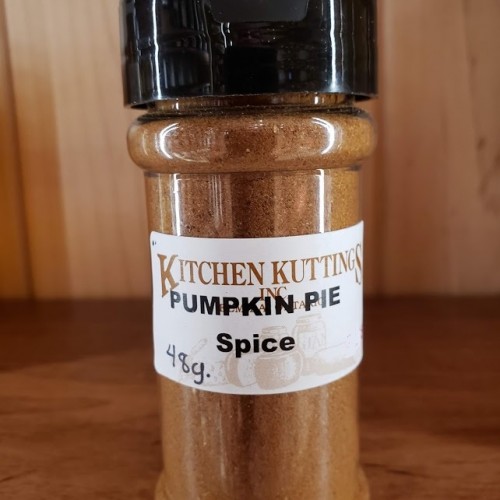 KITCHEN KUTTINGS
INC
PUMPKIN PIE
Spice
48g.